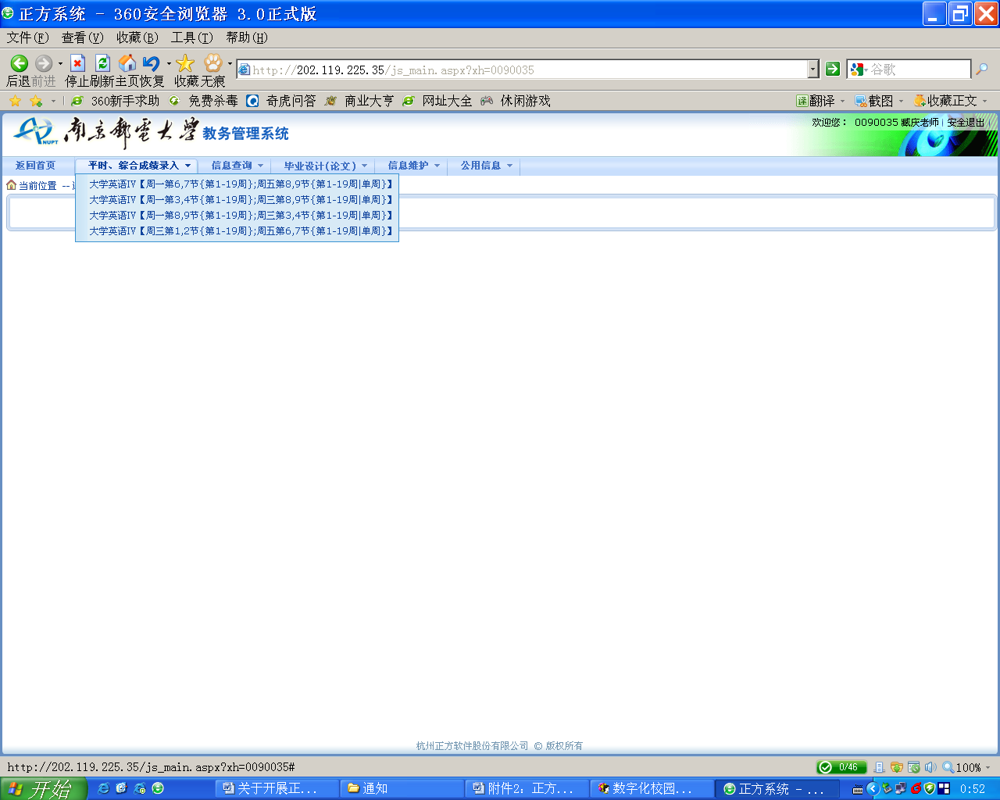 正方系统 - 360安全浏览器 3.0正式版
文件(F) 查看(V) 收藏(B) 工具(T) 帮助(H)
后退 前进 停止 刷新 主页 恢复 收藏 无痕
http://202.119.225.35/js_main.aspx?xh=0090035
谷歌
360新手求助 免费杀毒 奇虎问答 商业大亨 网址大全 休闲游戏 翻译 截图 收藏正文
NUPT 南京邮电大学 教务管理系统
欢迎您： 0090035 臧庆老师 安全退出
返回首页 平时、综合成绩录入 信息查询 毕业设计(论文) 信息维护 公用信息
当前位置 --
大学英语IV【周一第6,7节{第1-19周};周五第8,9节{第1-19周|单周}】
大学英语IV【周一第3,4节{第1-19周};周三第8,9节{第1-19周|单周}】
大学英语IV【周一第8,9节{第1-19周};周三第3,4节{第1-19周|单周}】
大学英语IV【周三第1,2节{第1-19周};周五第6,7节{第1-19周|单周}】
杭州正方软件股份有限公司 © 版权所有
http://202.119.225.35/js_main.aspx?xh=0090035#
0/46
100%
开始 关于开展正... 通知 附件2：正方... 数字化校园... 正方系统 - ... 0:52